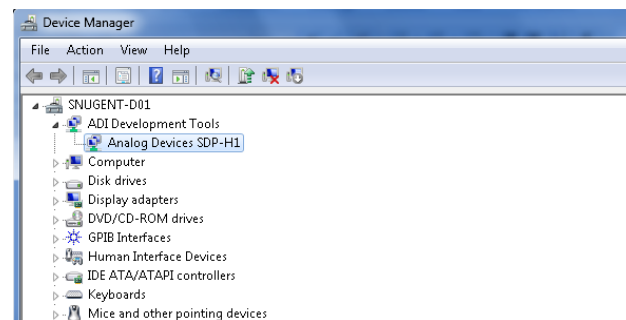 Device Manager
File Action View Help
SNUGENT-D01
ADI Development Tools
Analog Devices SDP-H1
Computer
Disk drives
Display adapters
DVD/CD-ROM drives
GPIB Interfaces
Human Interface Devices
IDE ATA/ATAPI controllers
Keyboards
Mice and other pointing devices